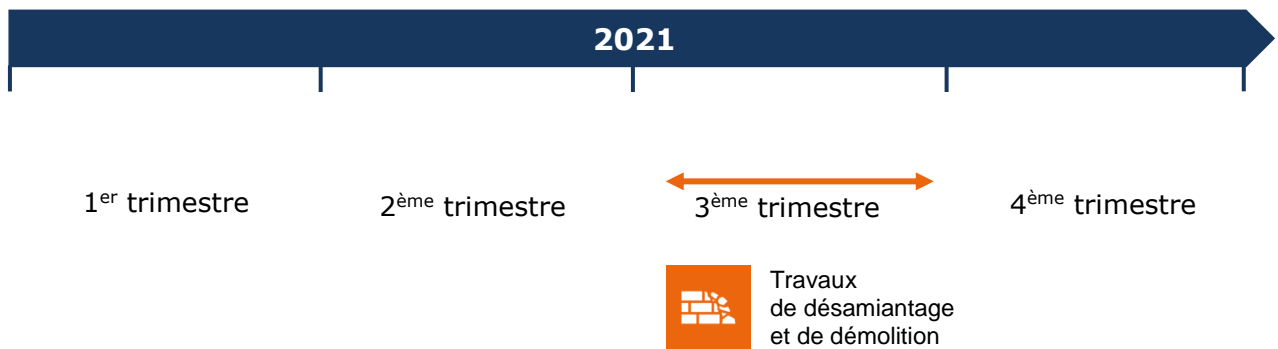 2021
1er trimestre
2ème trimestre
3ème trimestre
4ème trimestre
Travaux
de désamiantage
et de démolition